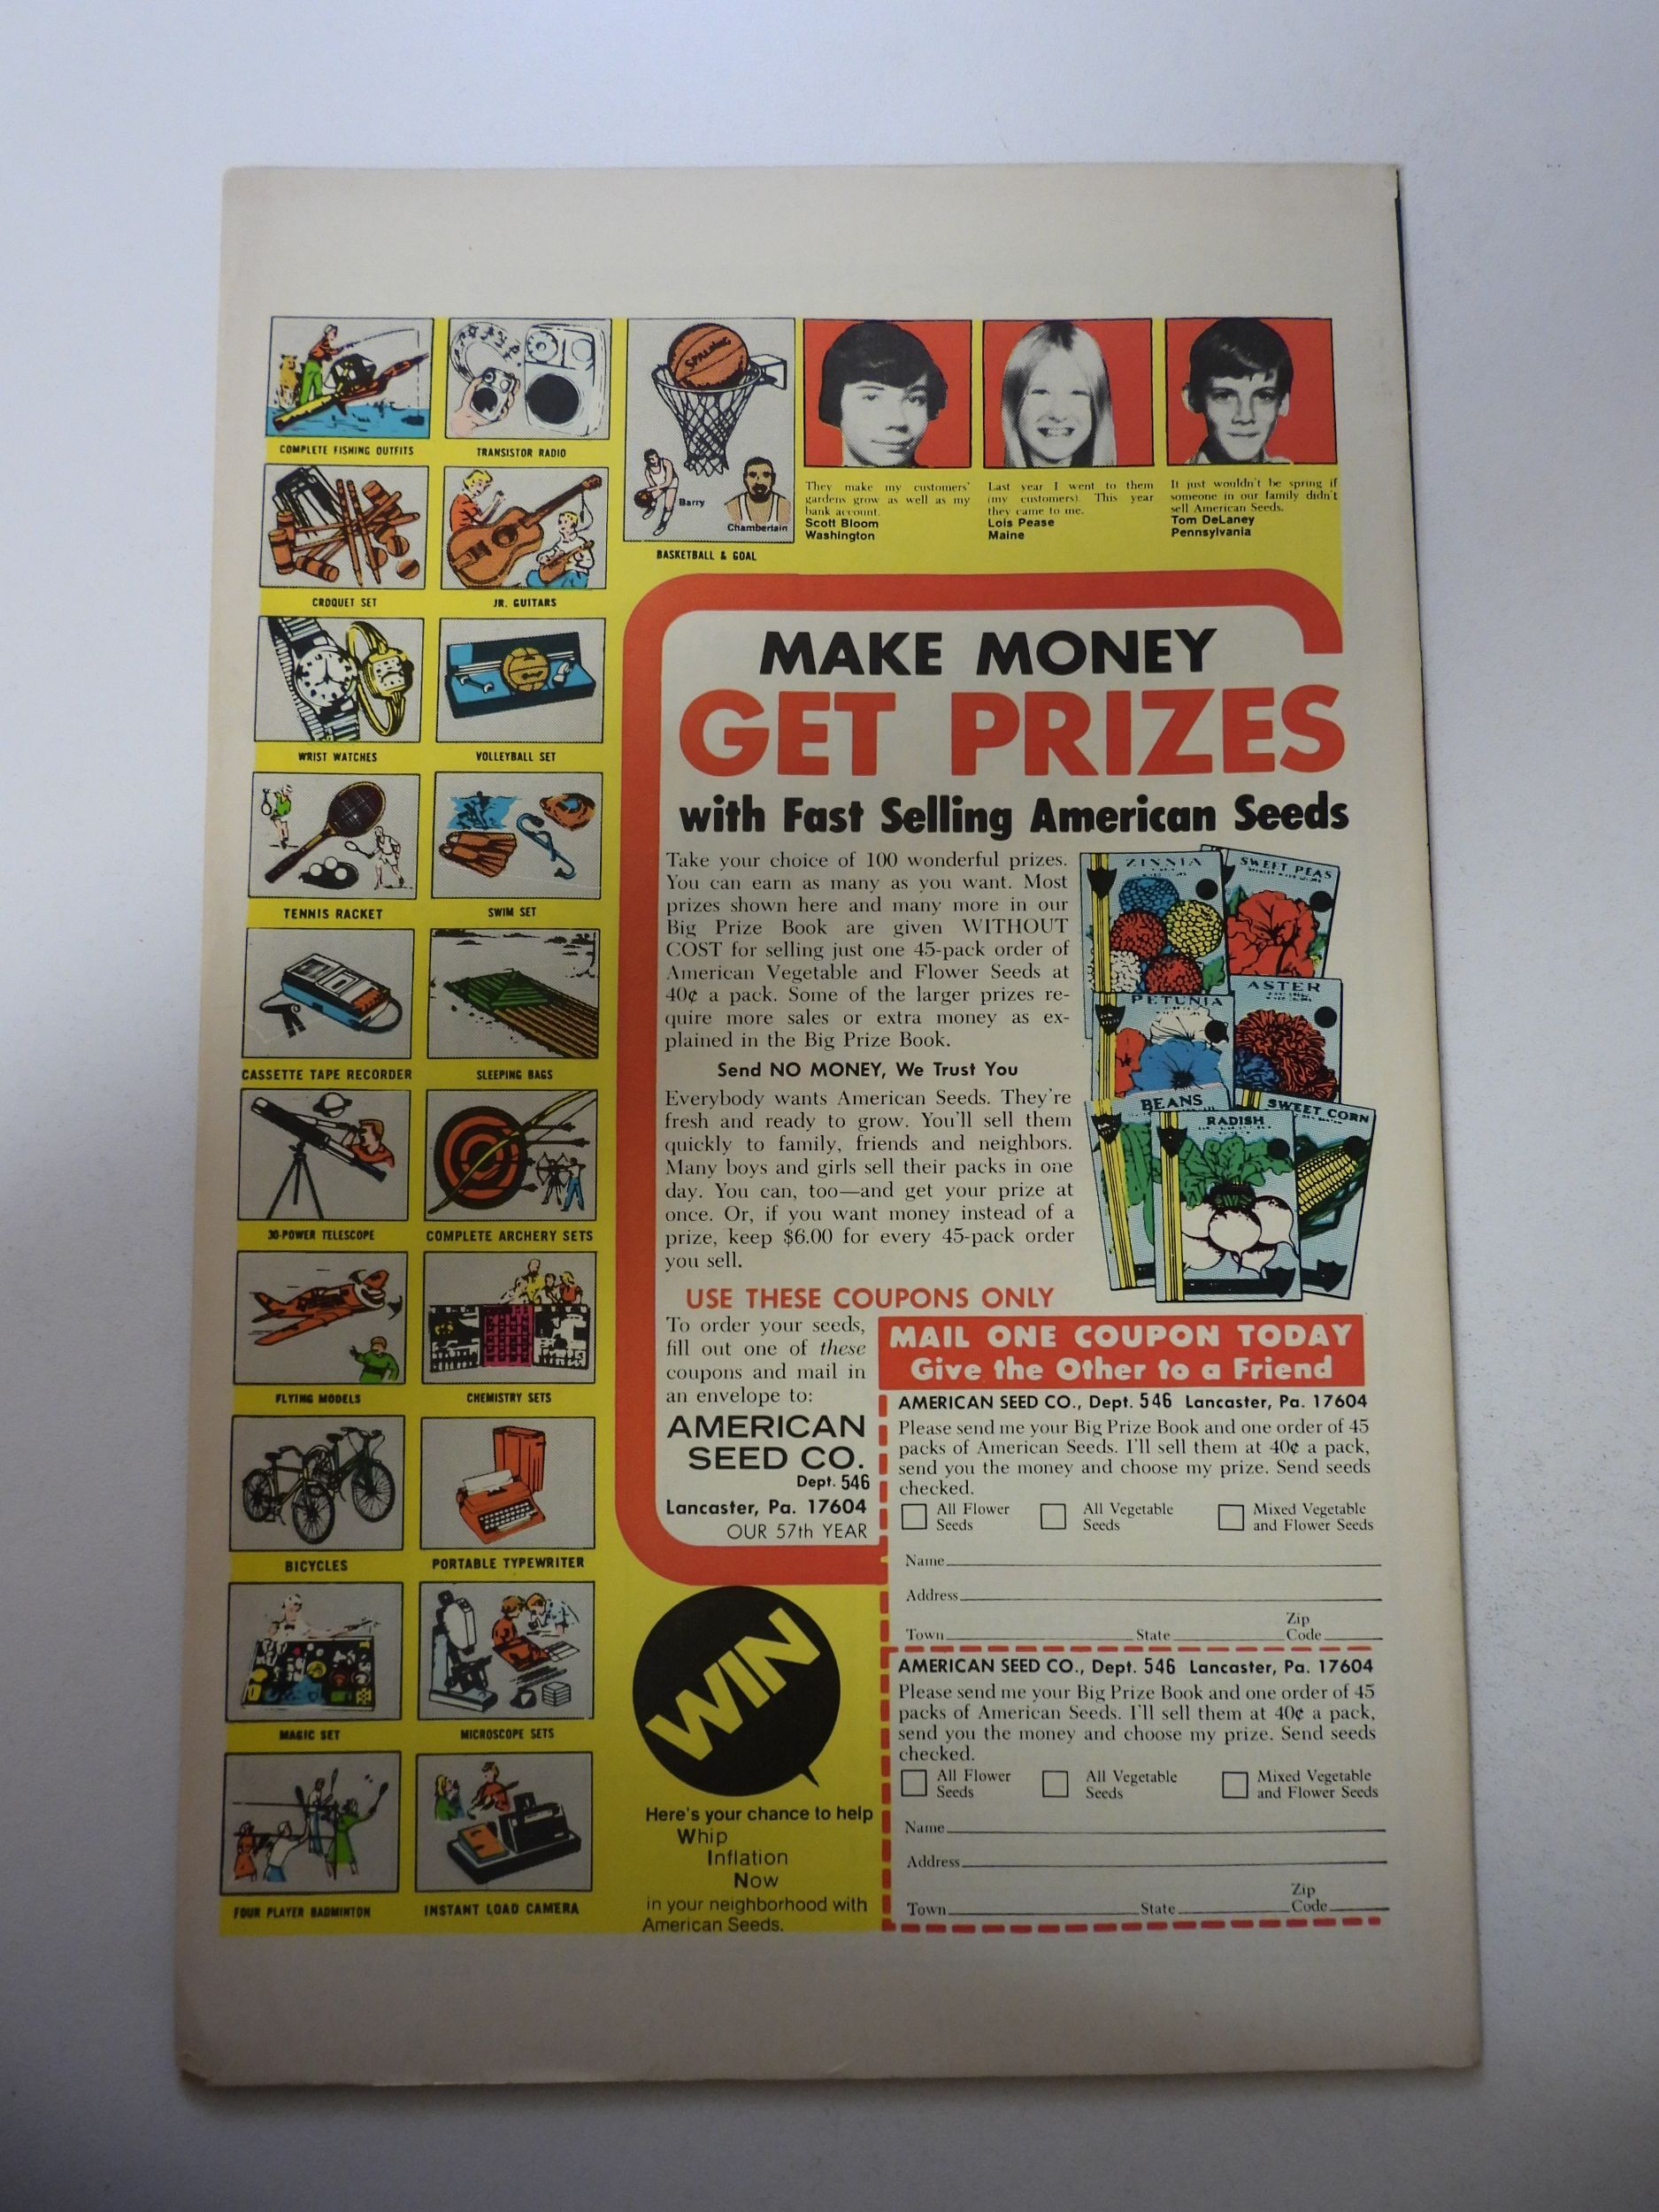 COMPLETE FISHING OUTFITS
TRANSISTOR RADIO
CROQUET SET
JR. GUITARS
WRIST WATCHES
VOLLEYBALL SET
TENNIS RACKET
SWIM SET
CASSETTE TAPE RECORDER
SLEEPING BAGS
30-POWER TELESCOPE
COMPLETE ARCHERY SETS
FLYING MODELS
CHEMISTRY SETS
BICYCLES
PORTABLE TYPEWRITER
MAGIC SET
MICROSCOPE SETS
FOUR PLAYER BADMINTON
INSTANT LOAD CAMERA
SPALDING
Barry
Chamberlain
BASKETBALL & GOAL
They make my customers'
gardens grow as well as my
bank account.
Scott Bloom
Washington
Last year I went to them
(my customers). This year
they came to me.
Lois Pease
Maine
It just wouldn't be spring if
someone in our family didn't
sell American Seeds.
Tom DeLaney
Pennsylvania
MAKE MONEY
GET PRIZES
with Fast Selling American Seeds
Take your choice of 100 wonderful prizes.
You can earn as many as you want. Most
prizes shown here and many more in our
Big Prize Book are given WITHOUT
COST for selling just one 45-pack order of
American Vegetable and Flower Seeds at
40¢ a pack. Some of the larger prizes re-
quire more sales or extra money as ex-
plained in the Big Prize Book.
Send NO MONEY, We Trust You
Everybody wants American Seeds. They're
fresh and ready to grow. You'll sell them
quickly to family, friends and neighbors.
Many boys and girls sell their packs in one
day. You can, too—and get your prize at
once. Or, if you want money instead of a
prize, keep $6.00 for every 45-pack order
you sell.
ZINNIA
SWEET PEAS
PETUNIA
ASTER
BEANS
RADISH
SWEET CORN
USE THESE COUPONS ONLY
To order your seeds,
fill out one of these
coupons and mail in
an envelope to:
AMERICAN
SEED CO.
Dept. 546
Lancaster, Pa. 17604
OUR 57th YEAR
MAIL ONE COUPON TODAY
Give the Other to a Friend
AMERICAN SEED CO., Dept. 546 Lancaster, Pa. 17604
Please send me your Big Prize Book and one order of 45
packs of American Seeds. I'll sell them at 40¢ a pack,
send you the money and choose my prize. Send seeds
checked.
All Flower Seeds
All Vegetable Seeds
Mixed Vegetable and Flower Seeds
Name
Address
Town State Zip Code
AMERICAN SEED CO., Dept. 546 Lancaster, Pa. 17604
Please send me your Big Prize Book and one order of 45
packs of American Seeds. I'll sell them at 40¢ a pack,
send you the money and choose my prize. Send seeds
checked.
All Flower Seeds
All Vegetable Seeds
Mixed Vegetable and Flower Seeds
Name
Address
Town State Zip Code
WIN
Here's your chance to help
Whip
Inflation
Now
in your neighborhood with
American Seeds.